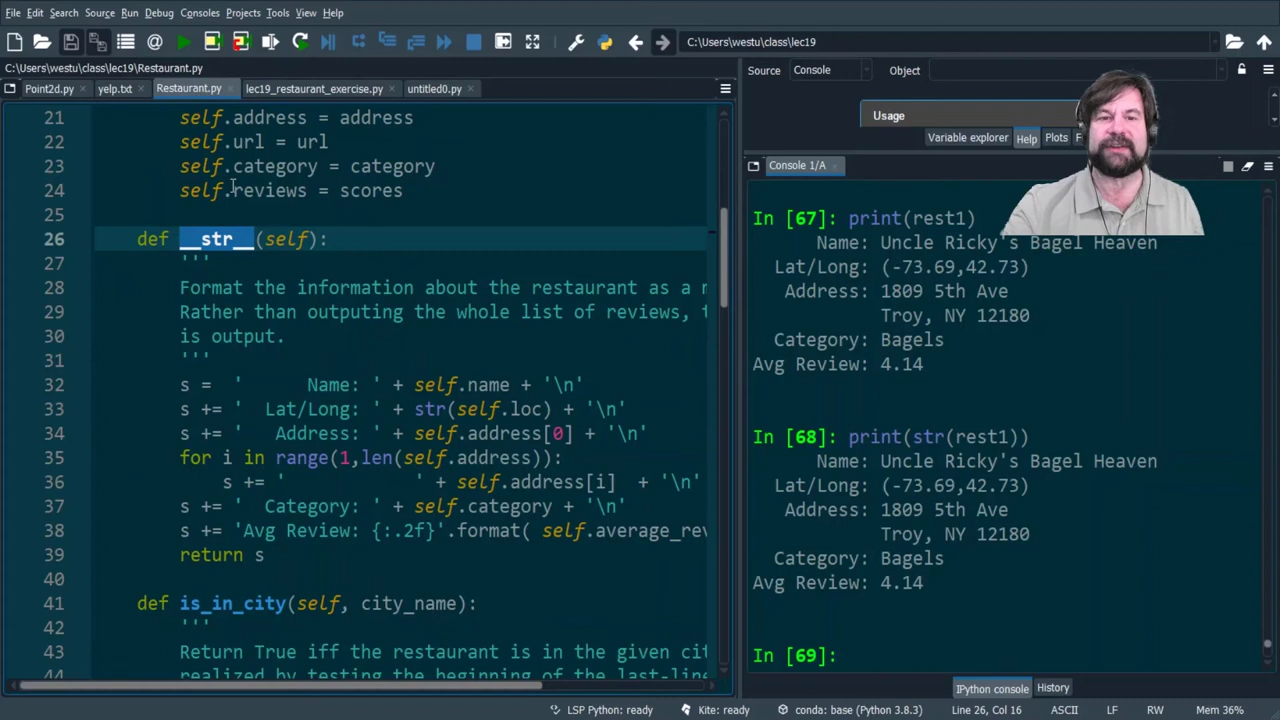 File Edit Search Source Run Debug Consoles Projects Tools View Help
C:\Users\westu\class\lec19
C:\Users\westu\class\lec19\Restaurant.py
Point2d.py yelp.txt Restaurant.py lec19_restaurant_exercise.py untitled0.py
21 self.address = address
22 self.url = url
23 self.category = category
24 self.reviews = scores
25
26 def __str__(self):
27 '''
28 Format the information about the restaurant as a
29 Rather than outputing the whole list of reviews,
30 is output.
31 '''
32 s = '      Name: ' + self.name + '\n'
33 s += '  Lat/Long: ' + str(self.loc) + '\n'
34 s += '   Address: ' + self.address[0] + '\n'
35 for i in range(1,len(self.address)):
36 s += '            ' + self.address[i]  + '\n'
37 s += '  Category: ' + self.category + '\n'
38 s += 'Avg Review: {:.2f}'.format( self.average_rev
39 return s
40
41 def is_in_city(self, city_name):
42 '''
43 Return True iff the restaurant is in the given
44 realized by testing the beginning of the last-line
Source Console Object
Usage
Variable explorer Help Plots F
Console 1/A
In [67]: print(rest1)
Name: Uncle Ricky's Bagel Heaven
Lat/Long: (-73.69,42.73)
Address: 1809 5th Ave
Troy, NY 12180
Category: Bagels
Avg Review: 4.14
In [68]: print(str(rest1))
Name: Uncle Ricky's Bagel Heaven
Lat/Long: (-73.69,42.73)
Address: 1809 5th Ave
Troy, NY 12180
Category: Bagels
Avg Review: 4.14
In [69]:
IPython console History
LSP Python: ready Kite: ready conda: base (Python 3.8.3) Line 26, Col 16 ASCII LF RW Mem 36%